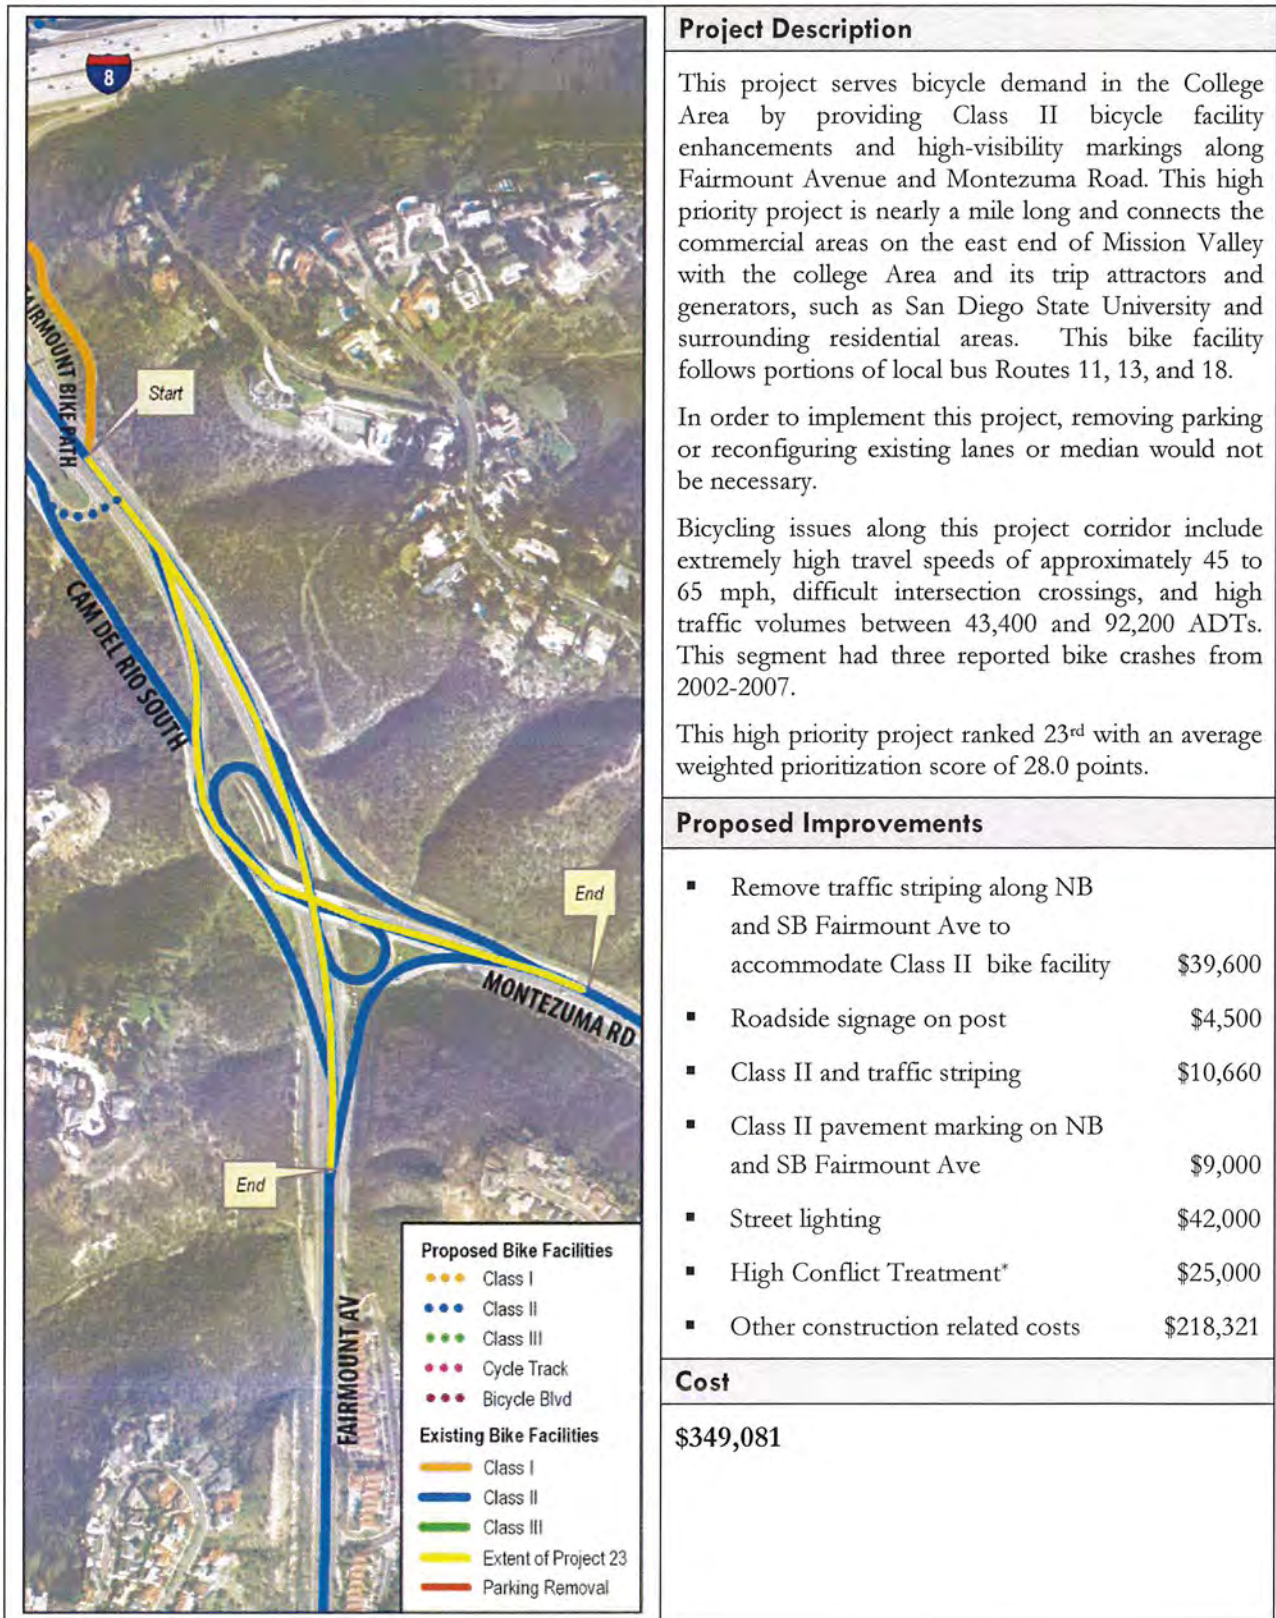 8
Start
FAIRMOUNT BIKE PATH
CAM DEL RIO SOUTH
End
MONTEZUMA RD
End
FAIRMOUNT AV
Proposed Bike Facilities
Class I
Class II
Class III
Cycle Track
Bicycle Blvd
Existing Bike Facilities
Class I
Class II
Class III
Extent of Project 23
Parking Removal
Project Description
This project serves bicycle demand in the College
Area by providing Class II bicycle facility
enhancements and high-visibility markings along
Fairmount Avenue and Montezuma Road. This high
priority project is nearly a mile long and connects the
commercial areas on the east end of Mission Valley
with the college Area and its trip attractors and
generators, such as San Diego State University and
surrounding residential areas. This bike facility
follows portions of local bus Routes 11, 13, and 18.
In order to implement this project, removing parking
or reconfiguring existing lanes or median would not
be necessary.
Bicycling issues along this project corridor include
extremely high travel speeds of approximately 45 to
65 mph, difficult intersection crossings, and high
traffic volumes between 43,400 and 92,200 ADTs.
This segment had three reported bike crashes from
2002-2007.
This high priority project ranked 23rd with an average
weighted prioritization score of 28.0 points.
Proposed Improvements
▪ Remove traffic striping along NB
and SB Fairmount Ave to
accommodate Class II bike facility $39,600
▪ Roadside signage on post $4,500
▪ Class II and traffic striping $10,660
▪ Class II pavement marking on NB
and SB Fairmount Ave $9,000
▪ Street lighting $42,000
▪ High Conflict Treatment* $25,000
▪ Other construction related costs $218,321
Cost
$349,081